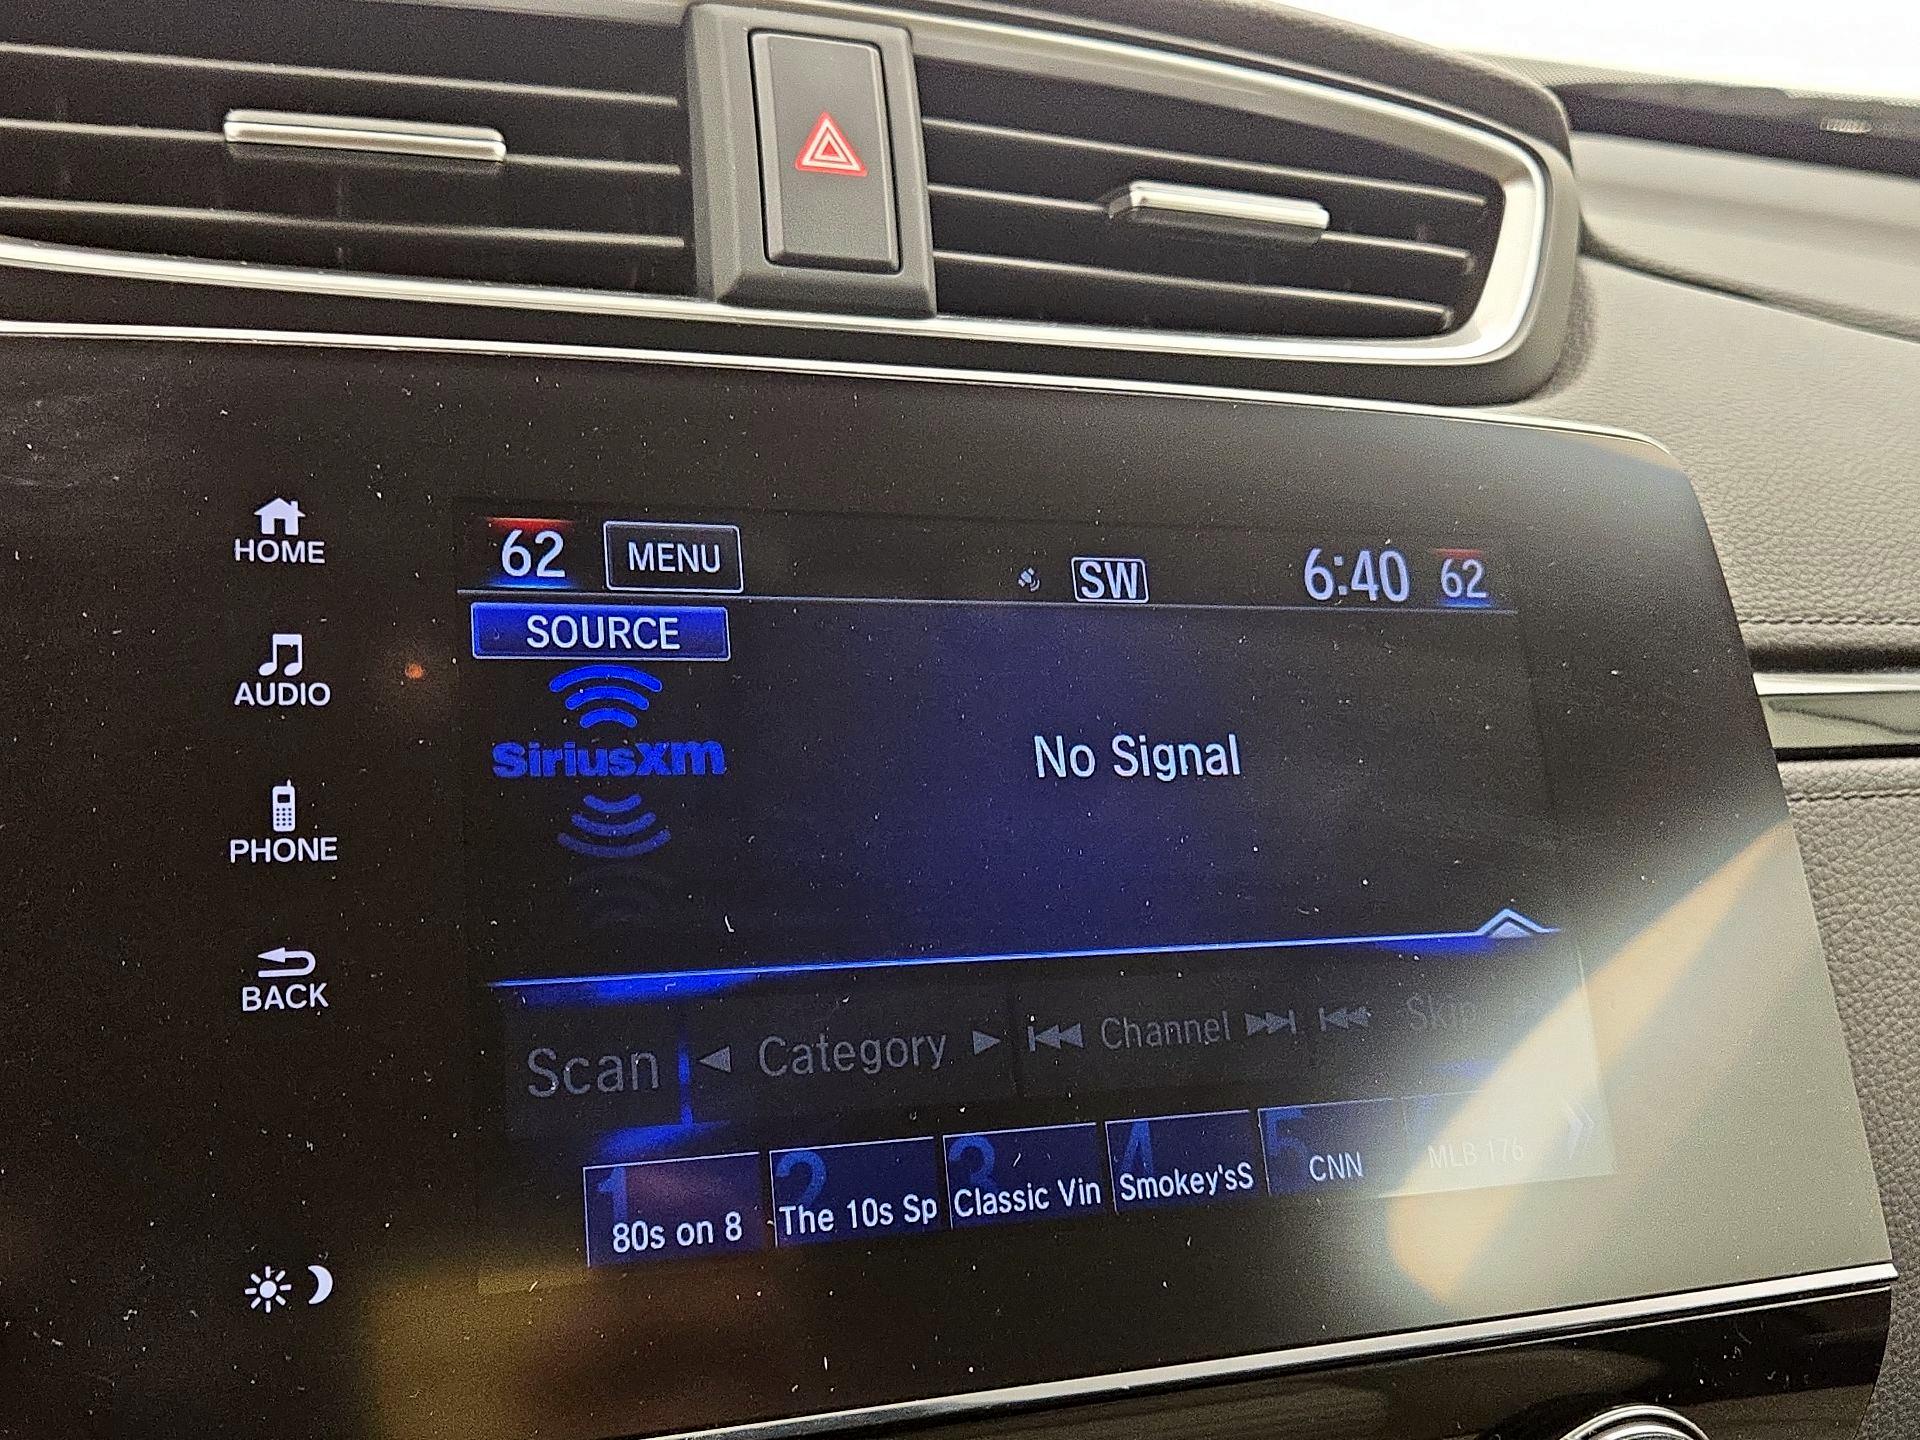 HOME
AUDIO
PHONE
BACK
62 MENU SW 6:40 62
SOURCE
SiriusXM
No Signal
Scan Category Channel Skip
1 2 3 4 5
80s on 8 The 10s Sp Classic Vin Smokey'sS CNN MLB 176